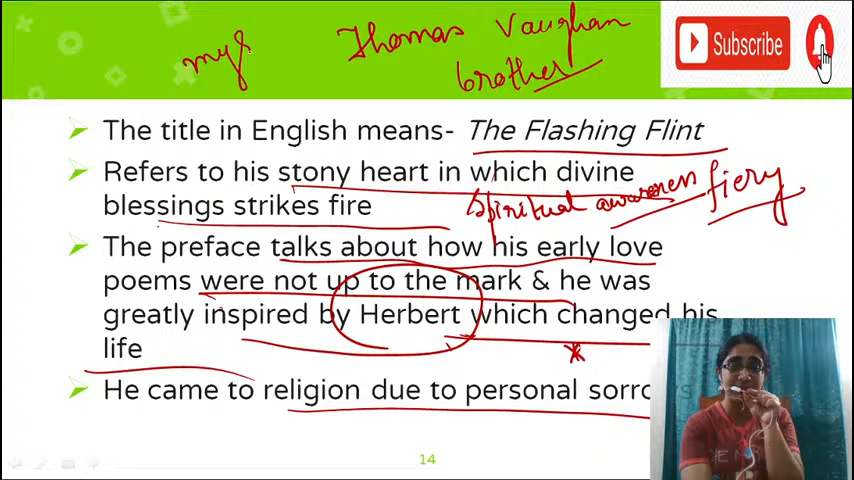 mys
Thomas Vaughan
brother
Subscribe
The title in English means- The Flashing Flint
Refers to his stony heart in which divine
blessings strikes fire
Spiritual awareness fiery
The preface talks about how his early love
poems were not up to the mark & he was
greatly inspired by Herbert which changed his
life
He came to religion due to personal
14